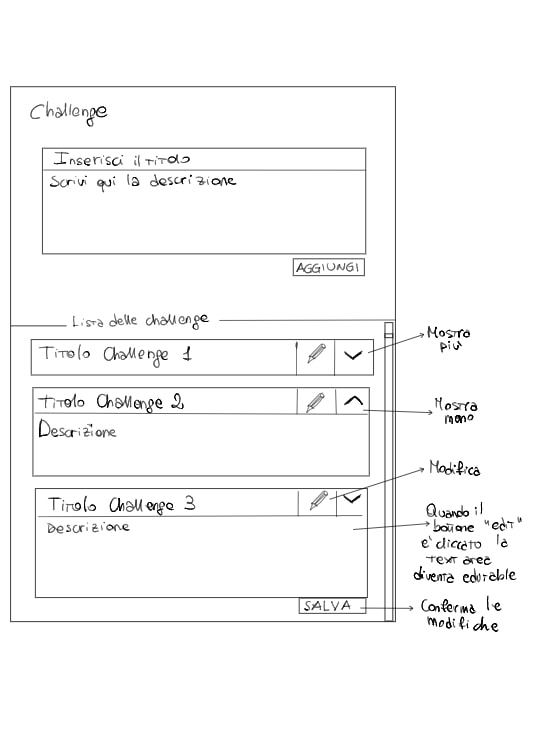 Challenge
Inserisci il titolo
Scrivi qui la descrizione
AGGIUNGI
Lista delle challenge
Titolo Challenge 1
Mostra
più
Titolo Challenge 2
Descrizione
Mostra
meno
Modifica
Titolo Challenge 3
Descrizione
Quando il
bottone "edit"
e' cliccato la
text area
diventa editable
SALVA
Conferma le
modifiche